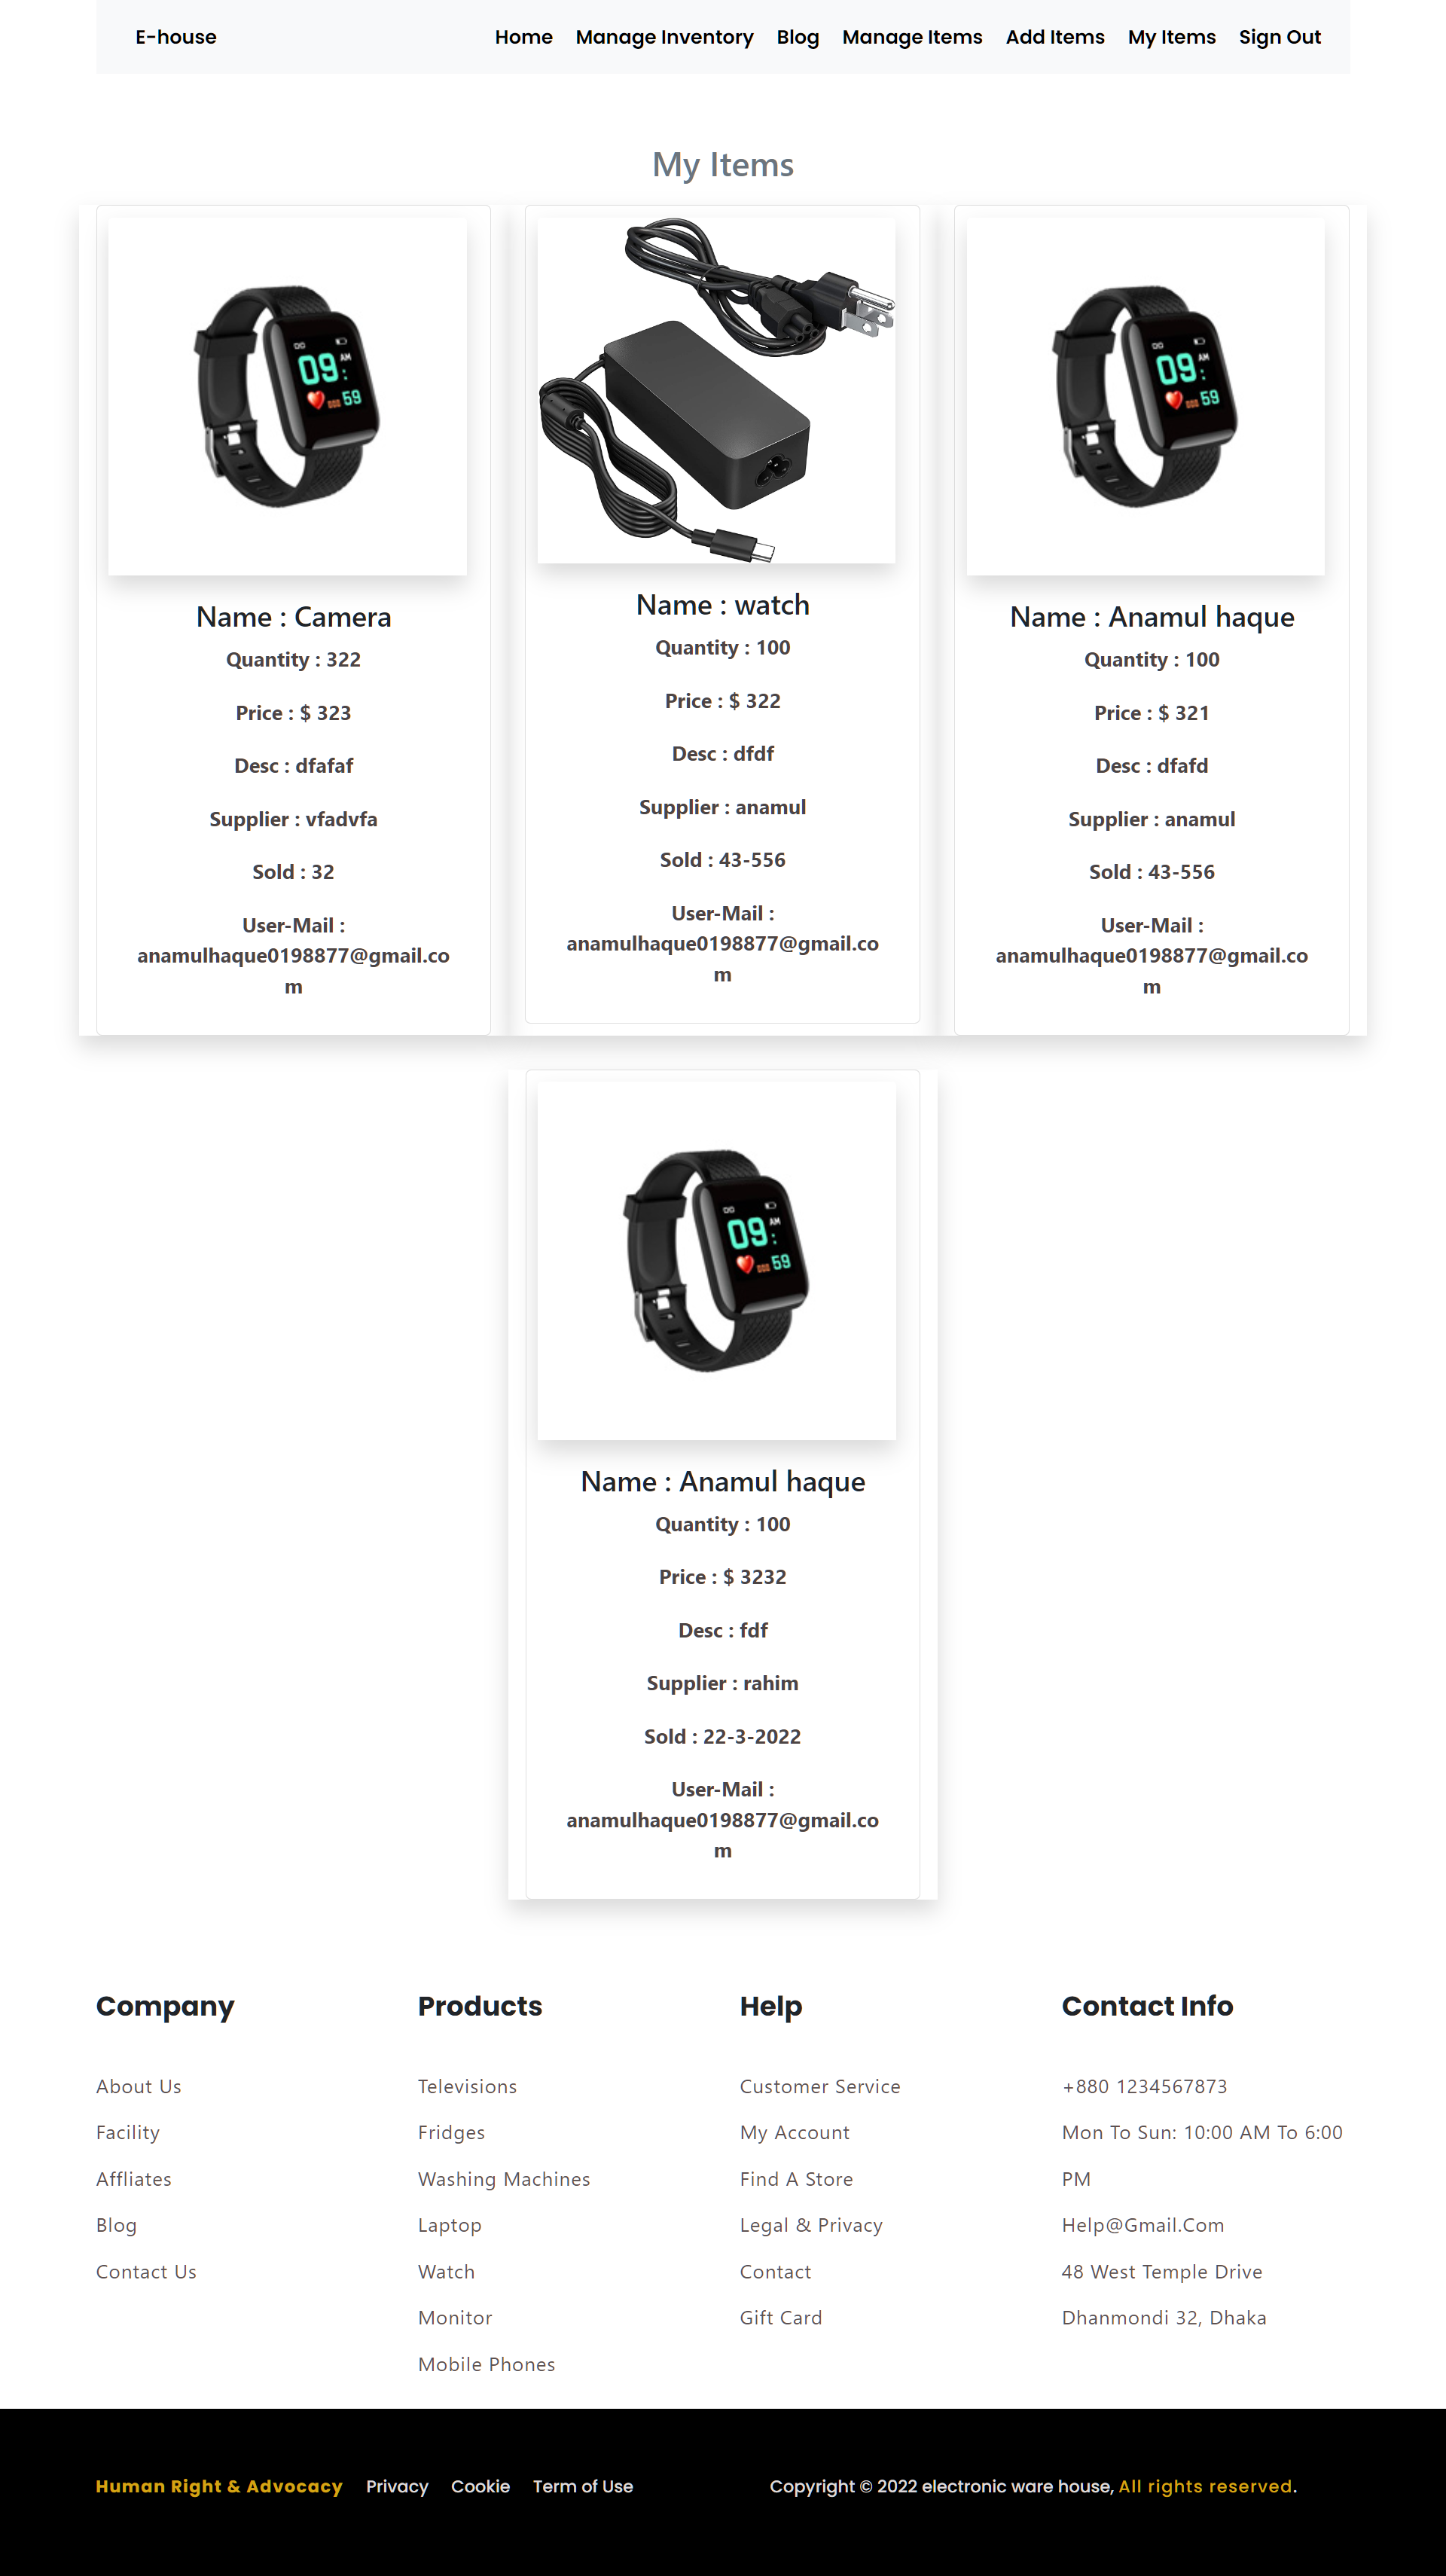 E-house
Home Manage Inventory Blog Manage Items Add Items My Items Sign Out
My Items
09: AM
59
Name : Camera
Quantity : 322
Price : $ 323
Desc : dfafaf
Supplier : vfadvfa
Sold : 32
User-Mail :
anamulhaque0198877@gmail.co
m
Name : watch
Quantity : 100
Price : $ 322
Desc : dfdf
Supplier : anamul
Sold : 43-556
User-Mail :
anamulhaque0198877@gmail.co
m
09: AM
59
Name : Anamul haque
Quantity : 100
Price : $ 321
Desc : dfafd
Supplier : anamul
Sold : 43-556
User-Mail :
anamulhaque0198877@gmail.co
m
09: AM
59
Name : Anamul haque
Quantity : 100
Price : $ 3232
Desc : fdf
Supplier : rahim
Sold : 22-3-2022
User-Mail :
anamulhaque0198877@gmail.co
m
Company
About Us
Facility
Affliates
Blog
Contact Us
Products
Televisions
Fridges
Washing Machines
Laptop
Watch
Monitor
Mobile Phones
Help
Customer Service
My Account
Find A Store
Legal & Privacy
Contact
Gift Card
Contact Info
+880 1234567873
Mon To Sun: 10:00 AM To 6:00
PM
Help@Gmail.Com
48 West Temple Drive
Dhanmondi 32, Dhaka
Human Right & Advocacy Privacy Cookie Term of Use
Copyright © 2022 electronic ware house, All rights reserved.